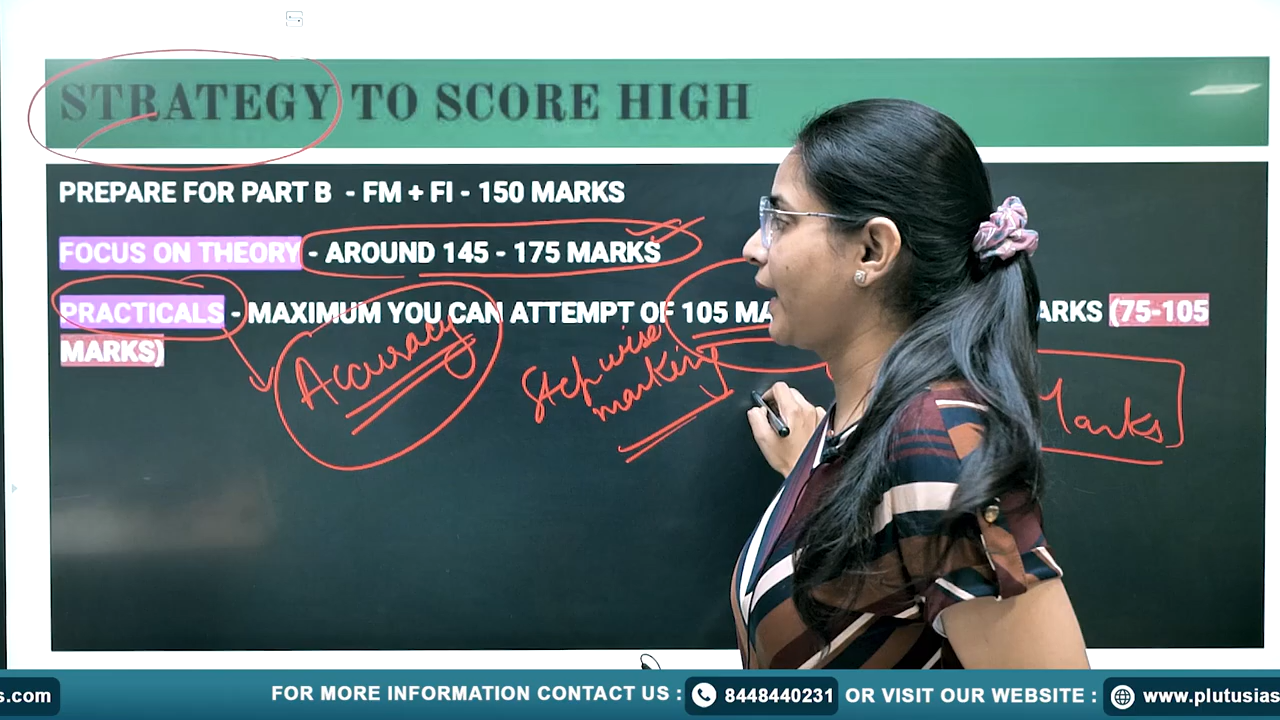 STRATEGY TO SCORE HIGH
PREPARE FOR PART B - FM + FI - 150 MARKS
FOCUS ON THEORY - AROUND 145 - 175 MARKS
PRACTICALS - MAXIMUM YOU CAN ATTEMPT OF 105 MA ARKS (75-105
MARKS)
Accuracy
Stepwise
marking
Marks
s.com
FOR MORE INFORMATION CONTACT US : 8448440231 OR VISIT OUR WEBSITE : www.plutusias